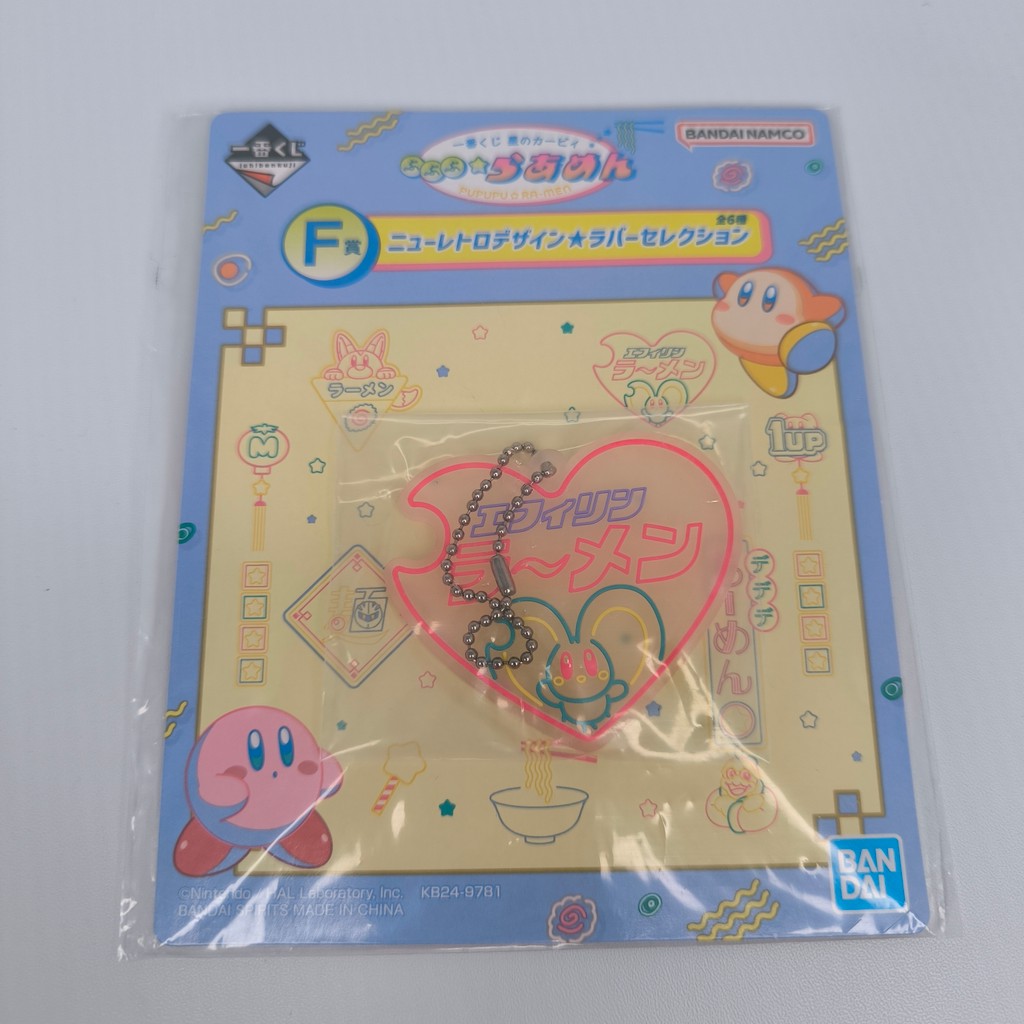 一番くじ
ichibankuji
一番くじ 星のカービィ
ぷぷぷ☆らあめん
PUPUPU☆RA-MEN
BANDAI NAMCO
F賞
ニューレトロデザイン★ラバーセレクション
全6種
ラーメン
エフィリン
ラ〜メン
M
1UP
エフィリン
ラ〜メン
デデデ
らーめん
©Nintendo / HAL Laboratory, Inc. KB24-9781
BANDAI SPIRITS MADE IN CHINA
BAN
DAI